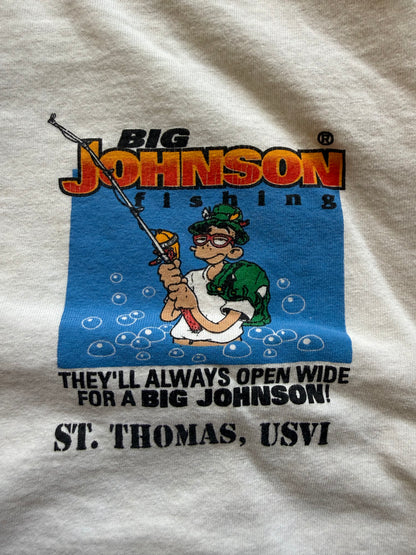 BIG
JOHNSON®
fishing
THEY'LL ALWAYS OPEN WIDE
FOR A BIG JOHNSON!
ST. THOMAS, USVI